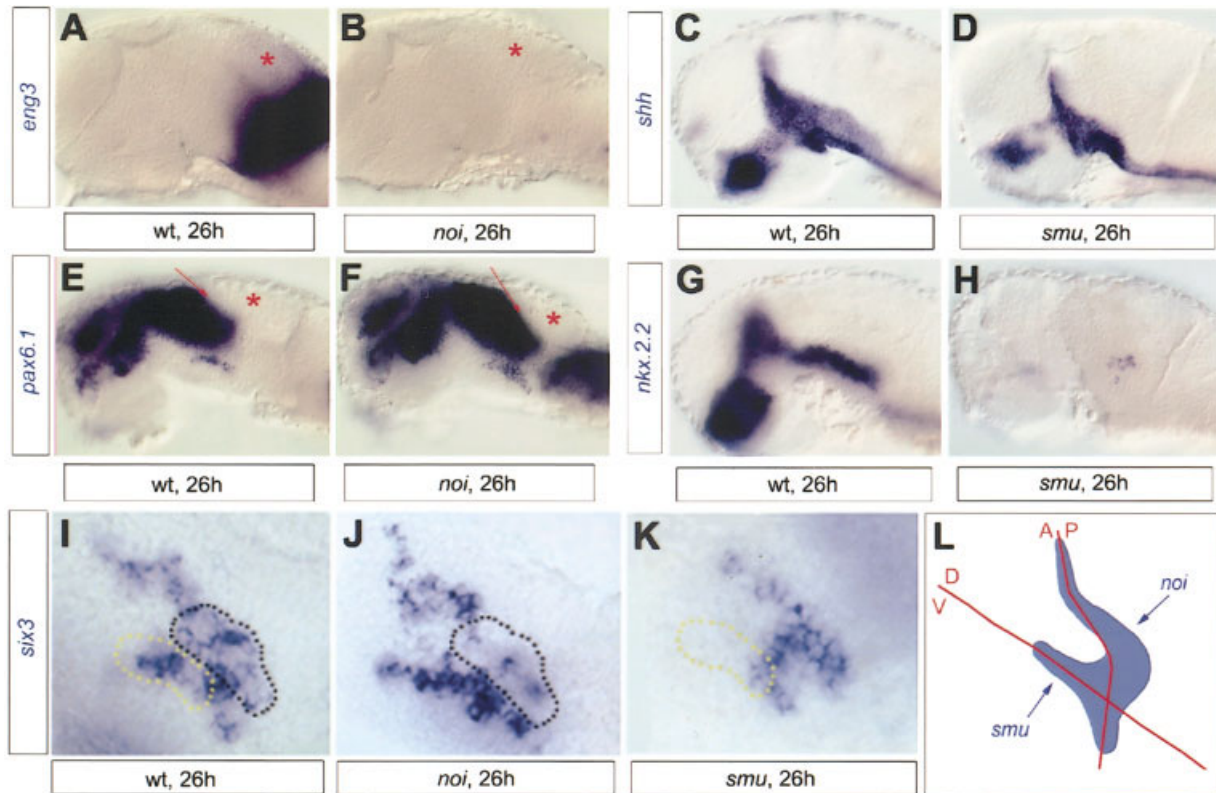 A
B
C
D
eng3
*
*
shh
wt, 26h
noi, 26h
wt, 26h
smu, 26h
E
F
G
H
pax6.1
*
*
nkx.2.2
wt, 26h
noi, 26h
wt, 26h
smu, 26h
I
J
K
L
six3
A P
D
V
noi
smu
wt, 26h
noi, 26h
smu, 26h